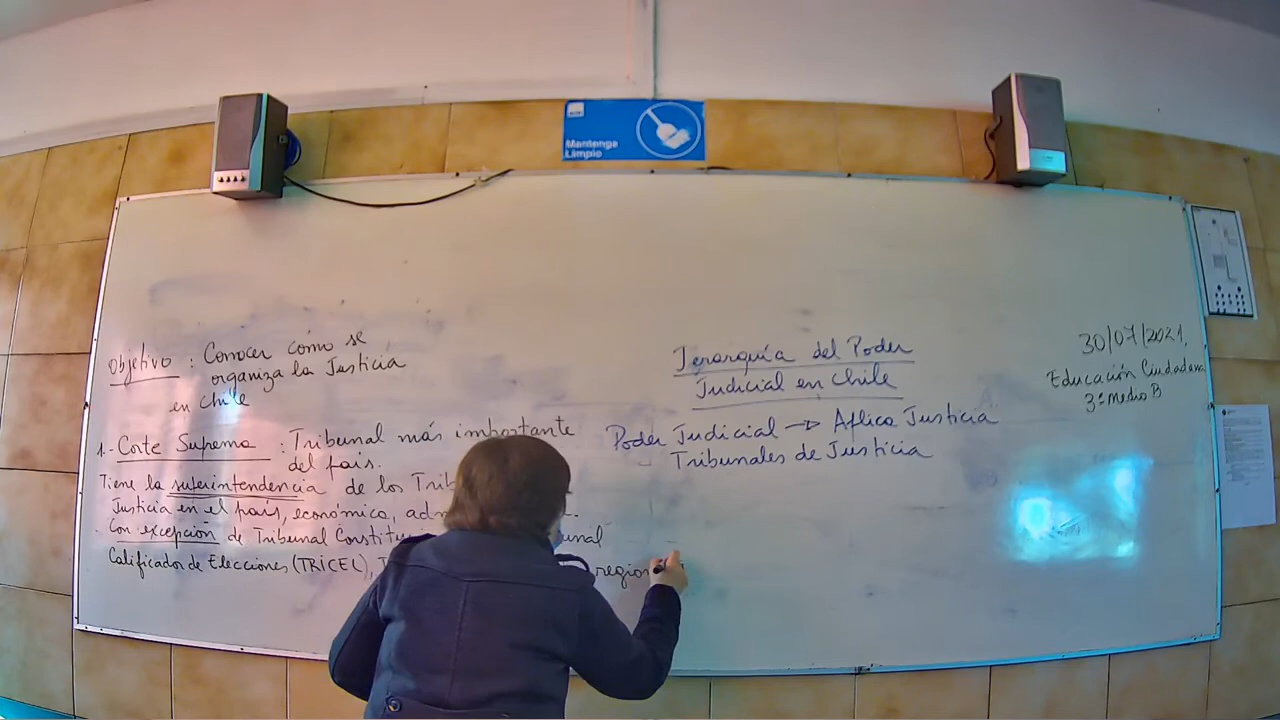 Mantenga
Limpio
Objetivo : Conocer cómo se
organiza la Justicia
en Chile
1.- Corte Suprema : Tribunal más importante
del país.
Tiene la superintendencia de los Trib
Justicia en el país, económica, adm
- Con excepción de Tribunal Constitu unal
Calificador de Elecciones (TRICEL), region
Jerarquía del Poder
Judicial en Chile
Poder Judicial → Aplica Justicia
Tribunales de Justicia
30/07/2021,
Educación Ciudadana
3º Medio B